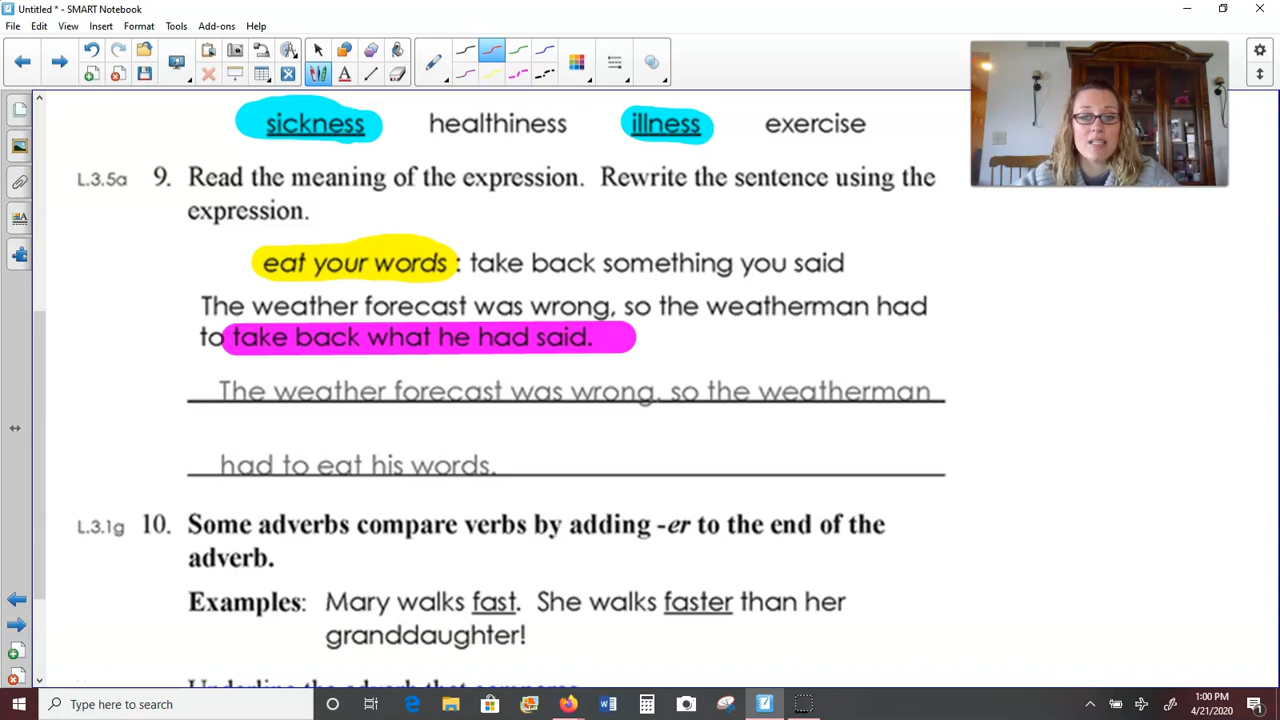 Untitled * - SMART Notebook
File Edit View Insert Format Tools Add-ons Help
sickness healthiness illness exercise
L.3.5a 9. Read the meaning of the expression. Rewrite the sentence using the
expression.
eat your words : take back something you said
The weather forecast was wrong, so the weatherman had
to take back what he had said.
The weather forecast was wrong, so the weatherman
had to eat his words.
L.3.1g 10. Some adverbs compare verbs by adding -er to the end of the
adverb.
Examples: Mary walks fast. She walks faster than her
granddaughter!
Underline the adverb that compares
Type here to search
1:00 PM
4/21/2020